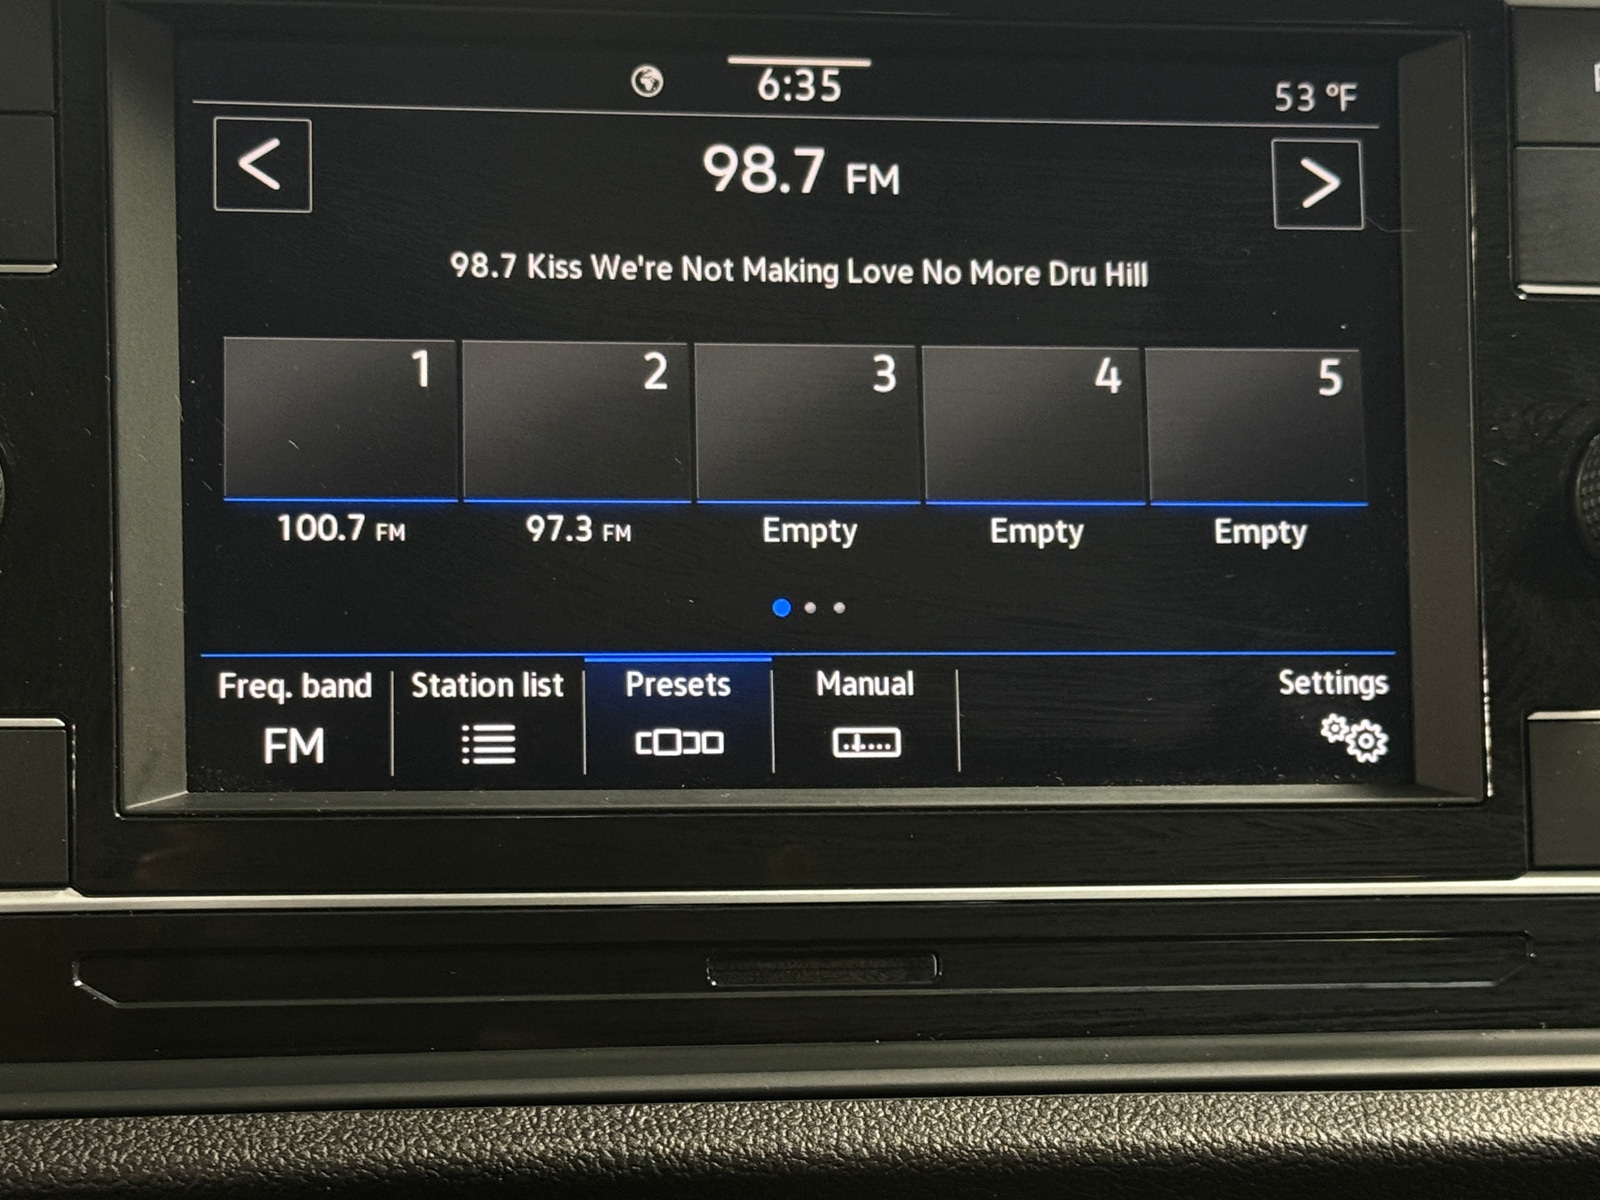 6:35
53 °F
<
98.7 FM
>
98.7 Kiss We're Not Making Love No More Dru Hill
1
2
3
4
5
100.7 FM
97.3 FM
Empty
Empty
Empty
Freq. band
Station list
Presets
Manual
Settings
FM